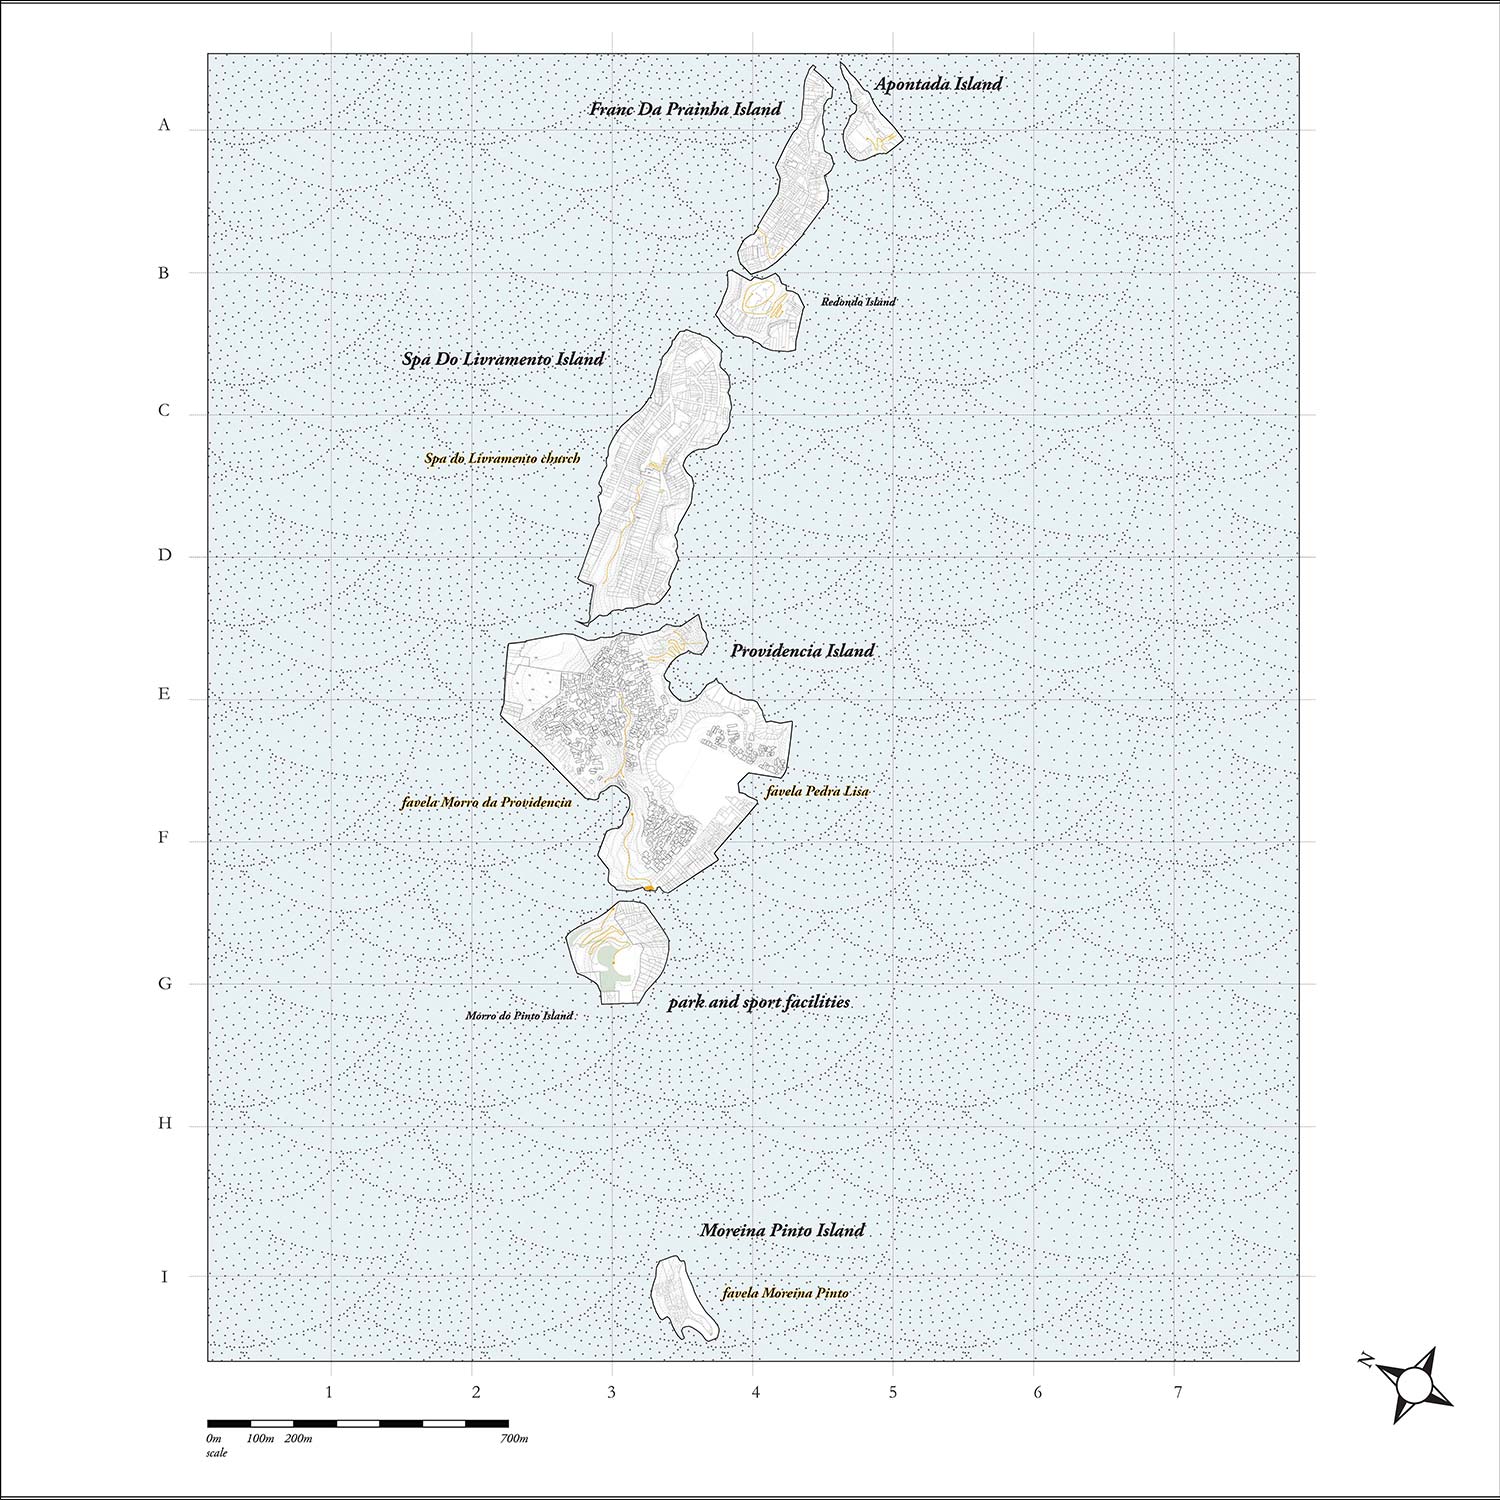 Apontada Island
Franc Da Prainha Island
A
B
Redondo Island
Spa Do Livramento Island
C
Spa do Livramento church
D
Providencia Island
E
favela Pedra Lisa
favela Morro da Providencia
F
G
park and sport facilities
Morro do Pinto Island
H
Moreina Pinto Island
I
favela Moreina Pinto
N
1 2 3 4 5 6 7
0m 100m 200m 700m
scale